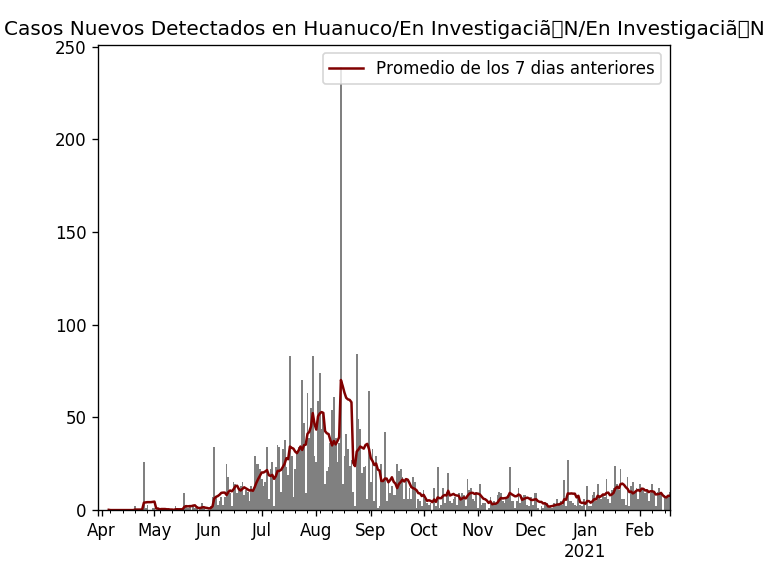 Casos Nuevos Detectados en Huanuco/En Investigaciã▯N/En Investigaciã▯N
250
Promedio de los 7 dias anteriores
200
150
100
50
0
Apr May Jun Jul Aug Sep Oct Nov Dec Jan Feb
2021